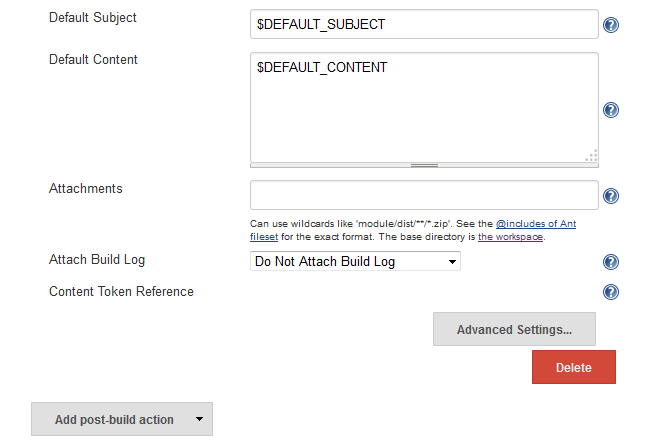 Default Subject
$DEFAULT_SUBJECT
Default Content
$DEFAULT_CONTENT
Attachments
Can use wildcards like 'module/dist/**/*.zip'. See the @includes of Ant
fileset for the exact format. The base directory is the workspace.
Attach Build Log
Do Not Attach Build Log
Content Token Reference
Advanced Settings...
Delete
Add post-build action